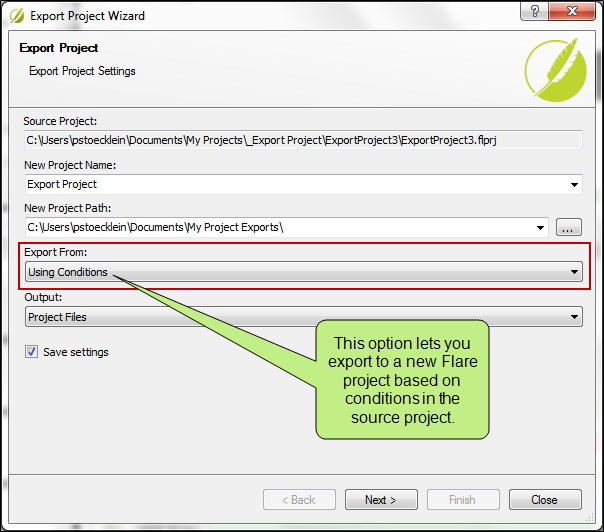 Export Project Wizard
?
Export Project
Export Project Settings
Source Project:
C:\Users\pstoecklein\Documents\My Projects\_Export Project\ExportProject3\ExportProject3.flprj
New Project Name:
Export Project
New Project Path:
C:\Users\pstoecklein\Documents\My Project Exports\
...
Export From:
Using Conditions
Output:
Project Files
Save settings
This option lets you
export to a new Flare
project based on
conditions in the
source project.
< Back Next > Finish Close